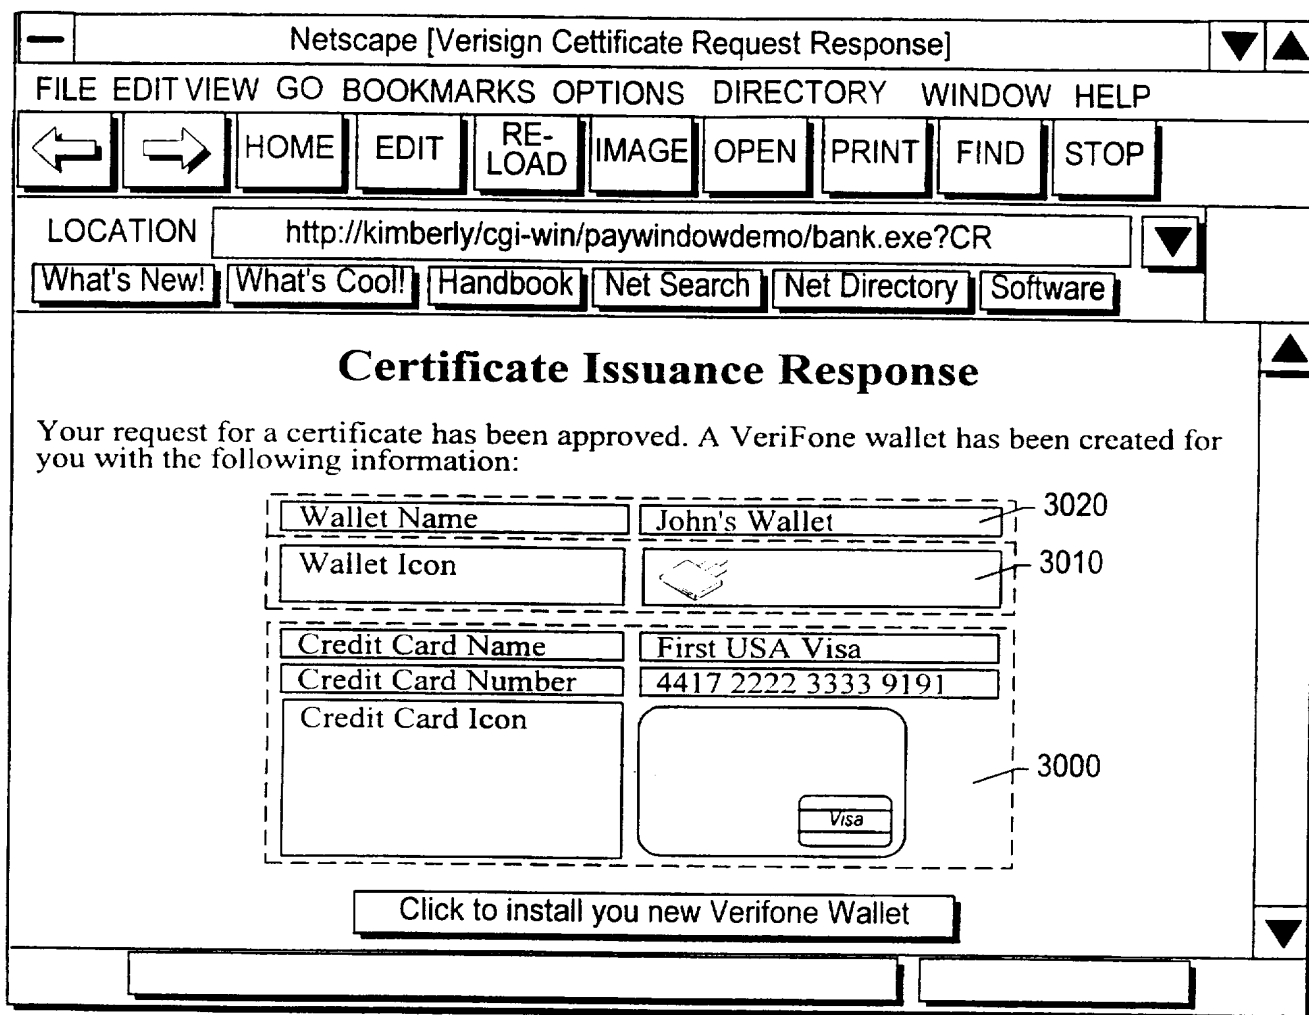 Netscape [Verisign Cettificate Request Response]
FILE EDIT VIEW GO BOOKMARKS OPTIONS DIRECTORY WINDOW HELP
HOME EDIT RE-LOAD IMAGE OPEN PRINT FIND STOP
LOCATION http://kimberly/cgi-win/paywindowdemo/bank.exe?CR
What's New! What's Cool! Handbook Net Search Net Directory Software
Certificate Issuance Response
Your request for a certificate has been approved. A VeriFone wallet has been created for
you with the following information:
Wallet Name John's Wallet 3020
Wallet Icon 3010
Credit Card Name First USA Visa
Credit Card Number 4417 2222 3333 9191
Credit Card Icon
3000
Visa
Click to install you new Verifone Wallet